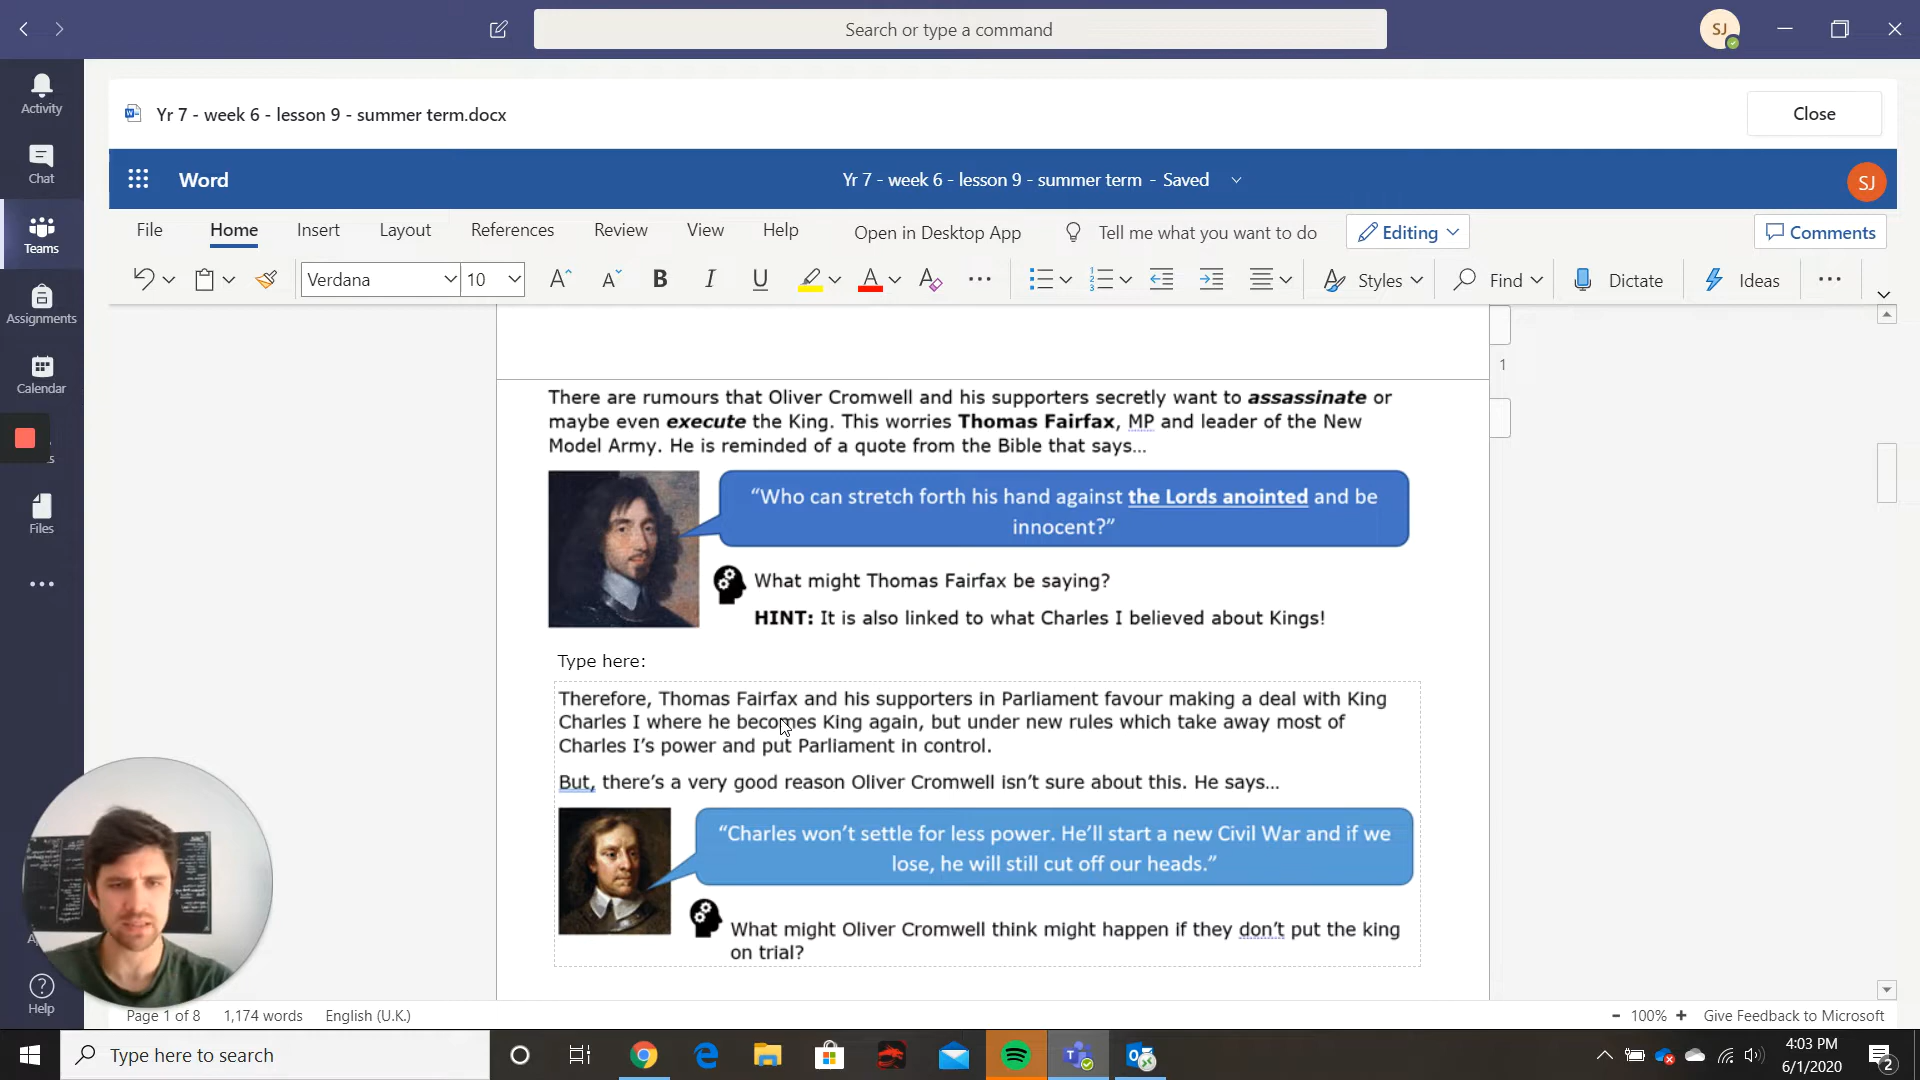 Search or type a command
SJ
Activity
Chat
Teams
Assignments
Calendar
Files
Help
Yr 7 - week 6 - lesson 9 - summer term.docx
Close
Word
Yr 7 - week 6 - lesson 9 - summer term - Saved
SJ
File Home Insert Layout References Review View Help Open in Desktop App Tell me what you want to do Editing Comments
Verdana 10 Styles Find Dictate Ideas
1
There are rumours that Oliver Cromwell and his supporters secretly want to assassinate or
maybe even execute the King. This worries Thomas Fairfax, MP and leader of the New
Model Army. He is reminded of a quote from the Bible that says…
“Who can stretch forth his hand against the Lords anointed and be
innocent?”
What might Thomas Fairfax be saying?
HINT: It is also linked to what Charles I believed about Kings!
Type here:
Therefore, Thomas Fairfax and his supporters in Parliament favour making a deal with King
Charles I where he becomes King again, but under new rules which take away most of
Charles I’s power and put Parliament in control.
But, there’s a very good reason Oliver Cromwell isn’t sure about this. He says…
“Charles won’t settle for less power. He’ll start a new Civil War and if we
lose, he will still cut off our heads.”
What might Oliver Cromwell think might happen if they don’t put the king
on trial?
Page 1 of 8 1,174 words English (U.K.)
- 100% + Give Feedback to Microsoft
Type here to search
4:03 PM
6/1/2020
2